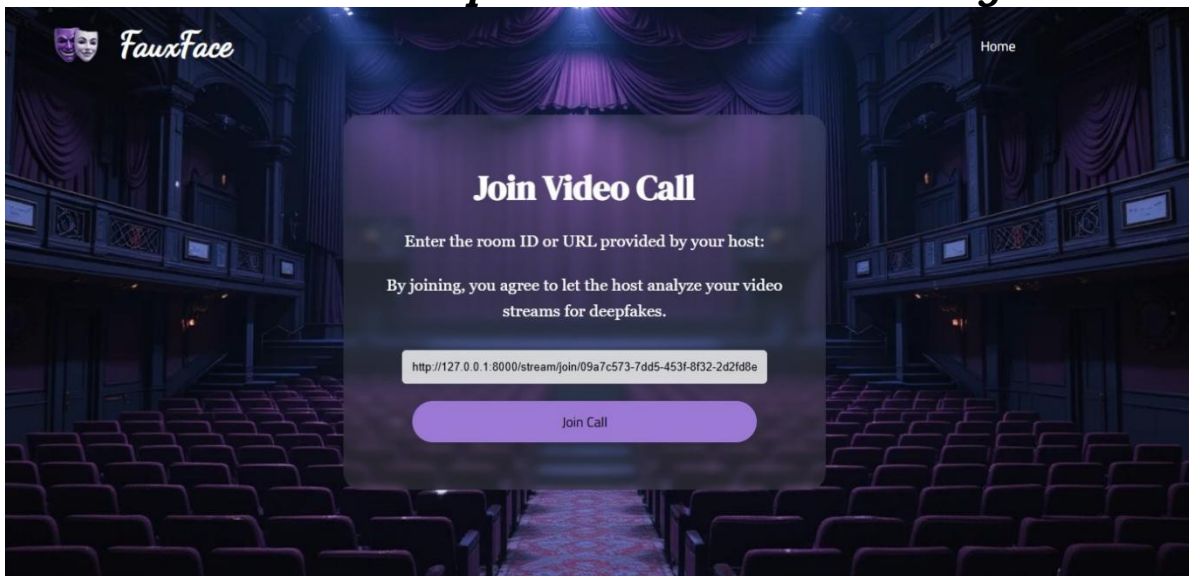 FauxFace
Home
Join Video Call
Enter the room ID or URL provided by your host:
By joining, you agree to let the host analyze your video
streams for deepfakes.
http://127.0.0.1:8000/stream/join/09a7c573-7dd5-453f-8f32-2d2fd8e
Join Call